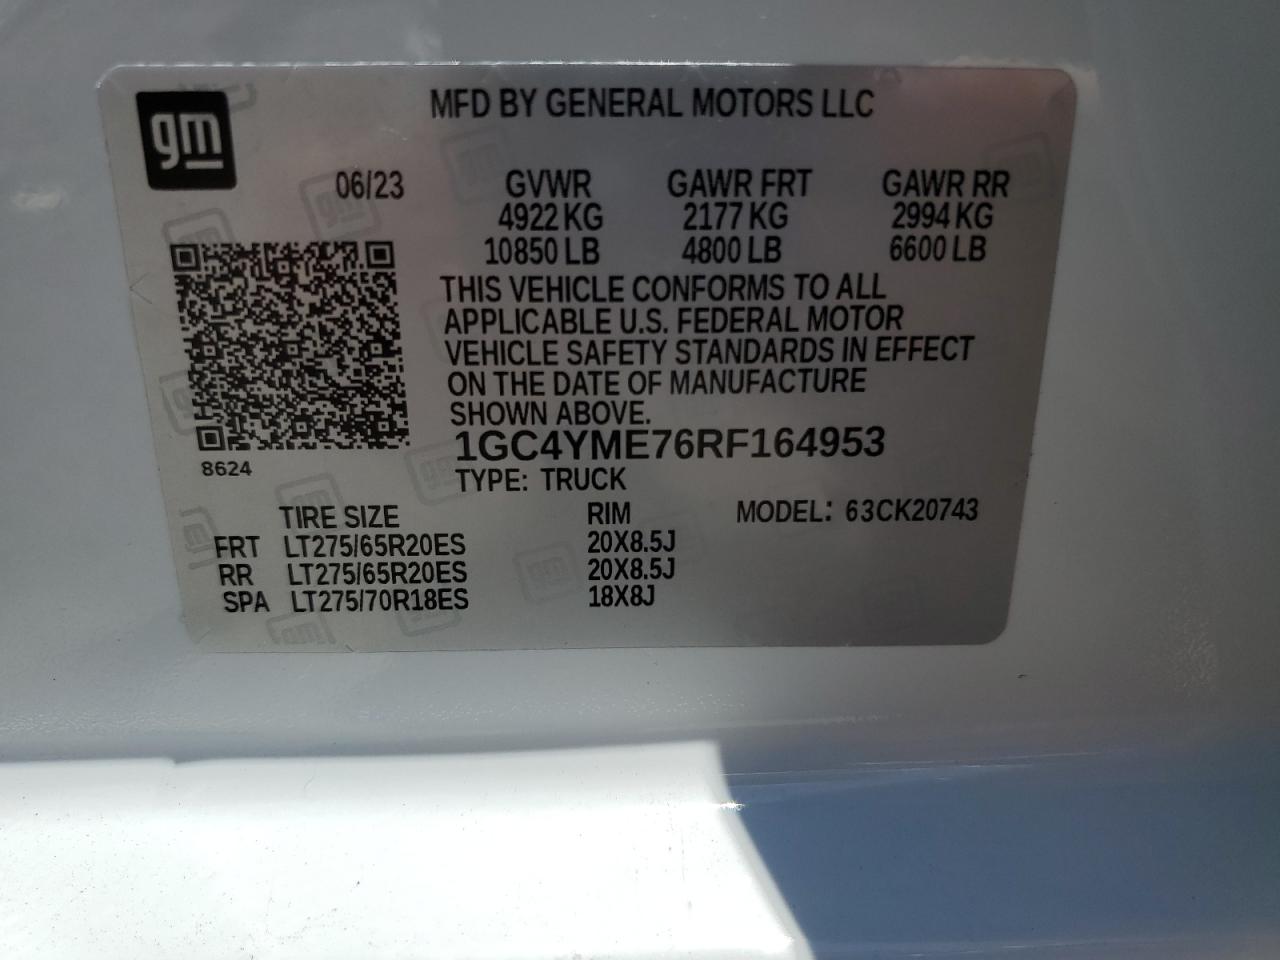 gm
MFD BY GENERAL MOTORS LLC
06/23 GVWR GAWR FRT GAWR RR
4922 KG 2177 KG 2994 KG
10850 LB 4800 LB 6600 LB
THIS VEHICLE CONFORMS TO ALL
APPLICABLE U.S. FEDERAL MOTOR
VEHICLE SAFETY STANDARDS IN EFFECT
ON THE DATE OF MANUFACTURE
SHOWN ABOVE.
1GC4YME76RF164953
8624
TYPE: TRUCK
TIRE SIZE RIM MODEL: 63CK20743
FRT LT275/65R20ES 20X8.5J
RR LT275/65R20ES 20X8.5J
SPA LT275/70R18ES 18X8J